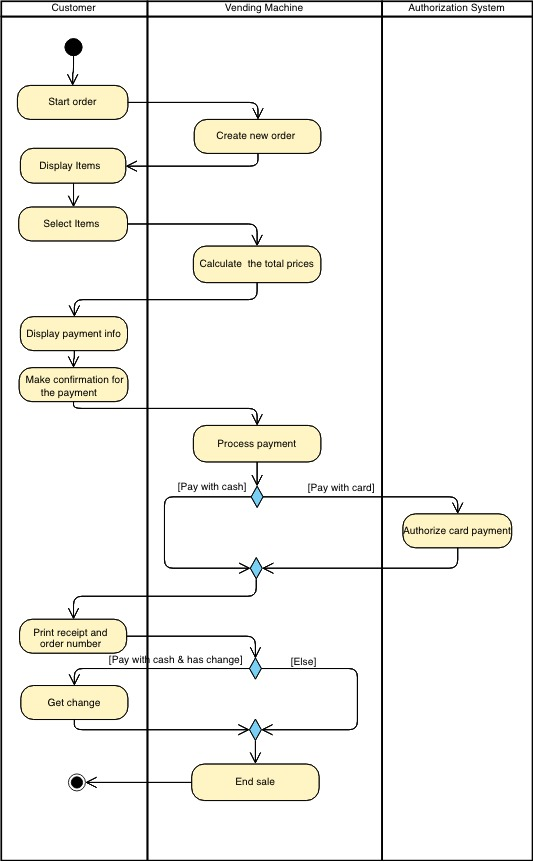 Customer
Vending Machine
Authorization System
Start order
Create new order
Display Items
Select Items
Calculate the total prices
Display payment info
Make confirmation for
the payment
Process payment
[Pay with cash]
[Pay with card]
Authorize card payment
Print receipt and
order number
[Pay with cash & has change]
[Else]
Get change
End sale